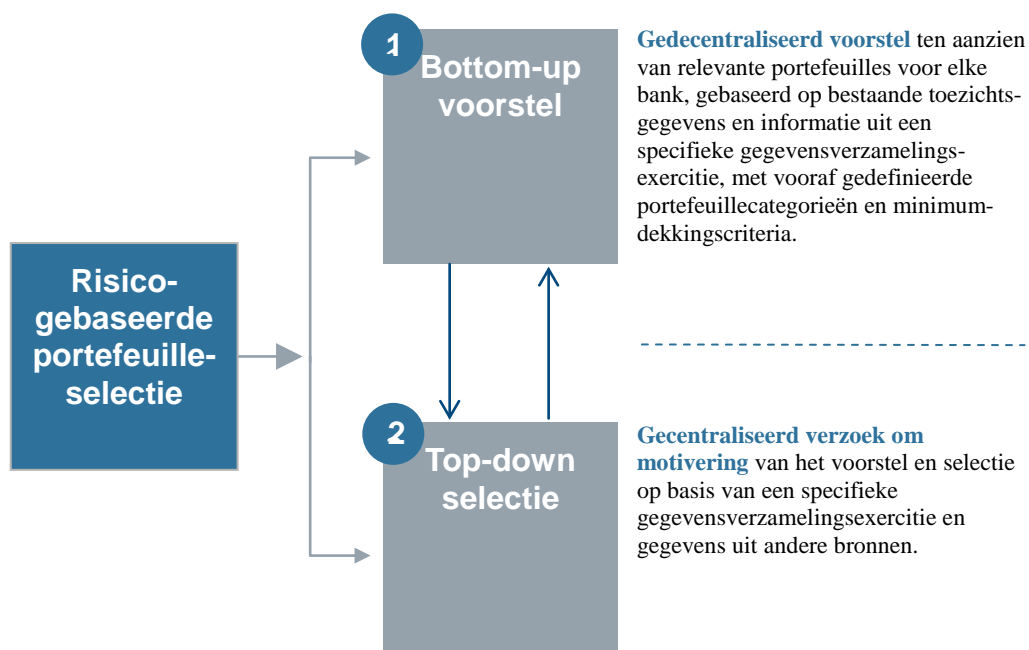 Risico-
gebaseerde
portefeuille-
selectie
1
Bottom-up
voorstel
Gedecentraliseerd voorstel ten aanzien
van relevante portefeuilles voor elke
bank, gebaseerd op bestaande toezichts-
gegevens en informatie uit een
specifieke gegevensverzamelings-
exercitie, met vooraf gedefinieerde
portefeuillecategorieën en minimum-
dekkingscriteria.
2
Top-down
selectie
Gecentraliseerd verzoek om
motivering van het voorstel en selectie
op basis van een specifieke
gegevensverzamelingsexercitie en
gegevens uit andere bronnen.